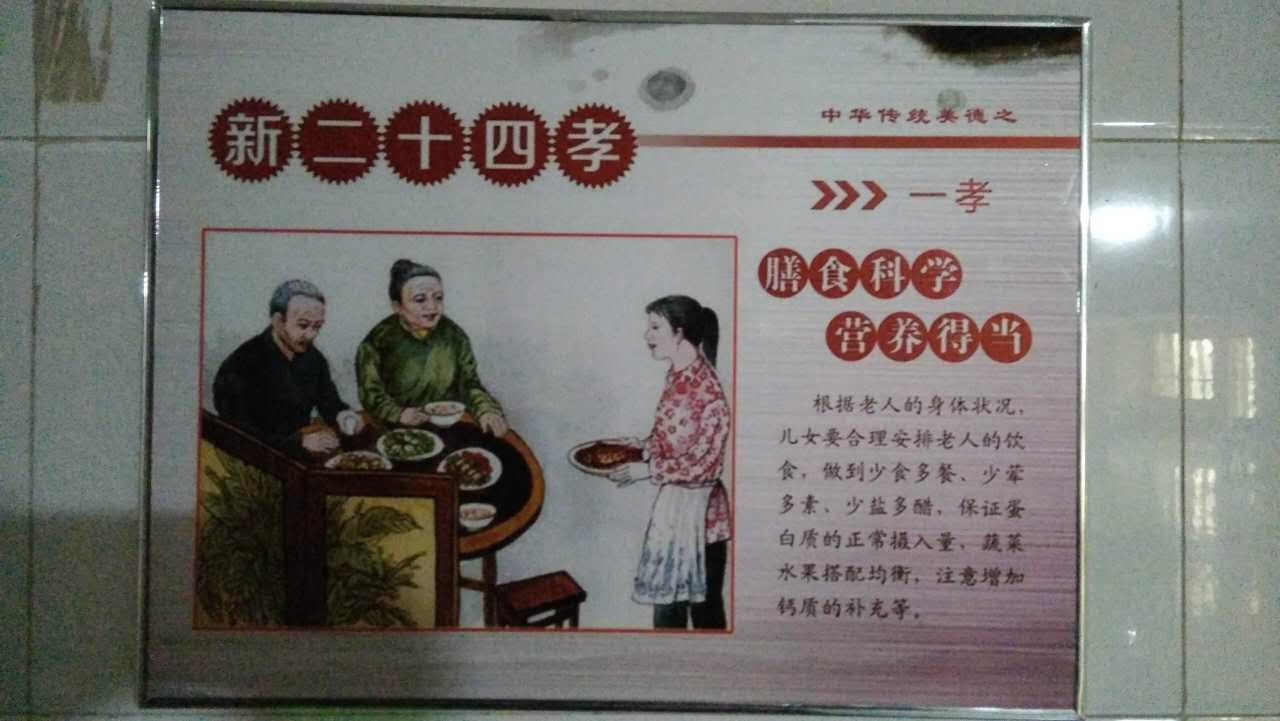 新二十四孝
中华传统美德之
一孝
膳食科学
营养得当
根据老人的身体状况，
儿女要合理安排老人的饮
食，做到少食多餐、少荤
多素、少盐多醋，保证蛋
白质的正常摄入量，蔬菜
水果搭配均衡，注意增加
钙质的补充等。